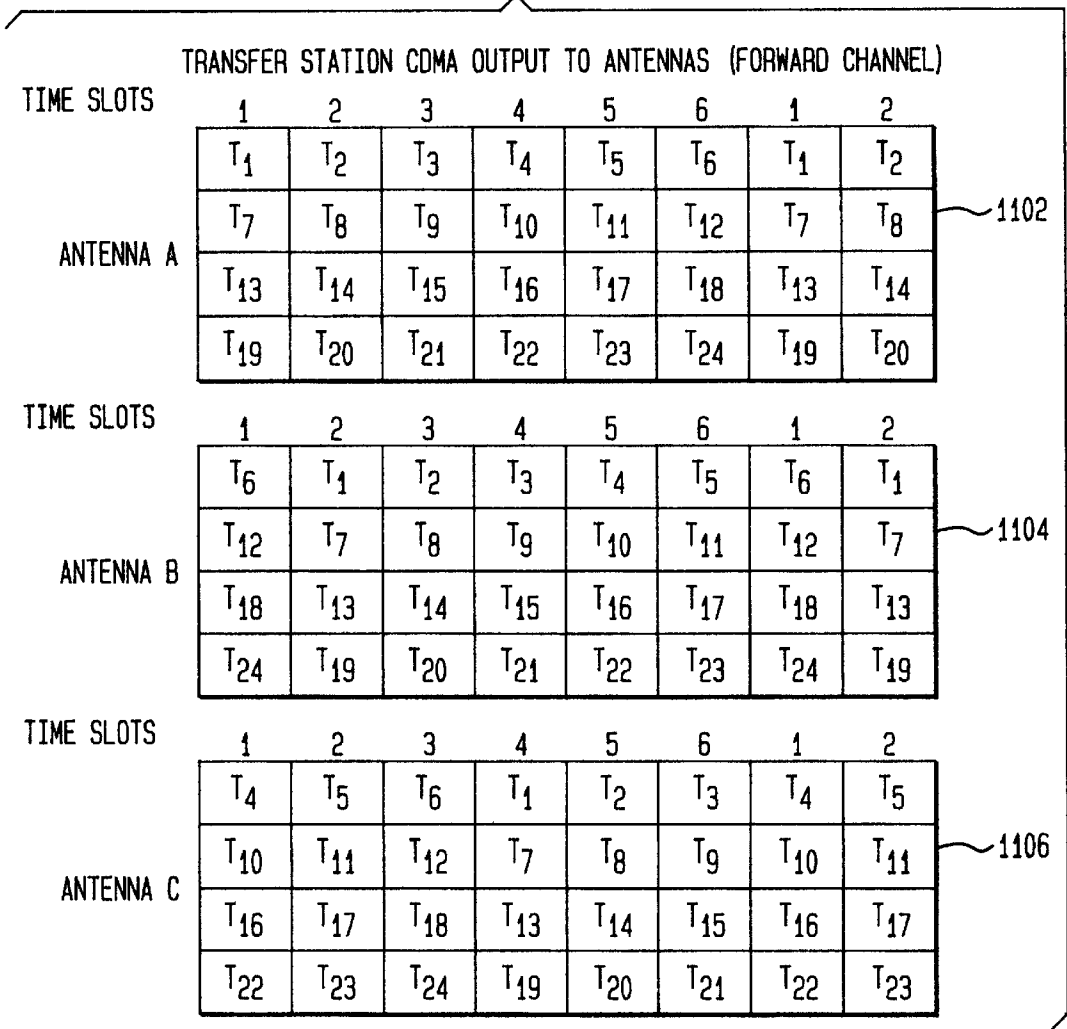 TRANSFER STATION CDMA OUTPUT TO ANTENNAS (FORWARD CHANNEL)
TIME SLOTS 1 2 3 4 5 6 1 2
T1 T2 T3 T4 T5 T6 T1 T2
T7 T8 T9 T10 T11 T12 T7 T8 1102
ANTENNA A
T13 T14 T15 T16 T17 T18 T13 T14
T19 T20 T21 T22 T23 T24 T19 T20
TIME SLOTS 1 2 3 4 5 6 1 2
T6 T1 T2 T3 T4 T5 T6 T1
T12 T7 T8 T9 T10 T11 T12 T7 1104
ANTENNA B
T18 T13 T14 T15 T16 T17 T18 T13
T24 T19 T20 T21 T22 T23 T24 T19
TIME SLOTS 1 2 3 4 5 6 1 2
T4 T5 T6 T1 T2 T3 T4 T5
T10 T11 T12 T7 T8 T9 T10 T11 1106
ANTENNA C
T16 T17 T18 T13 T14 T15 T16 T17
T22 T23 T24 T19 T20 T21 T22 T23